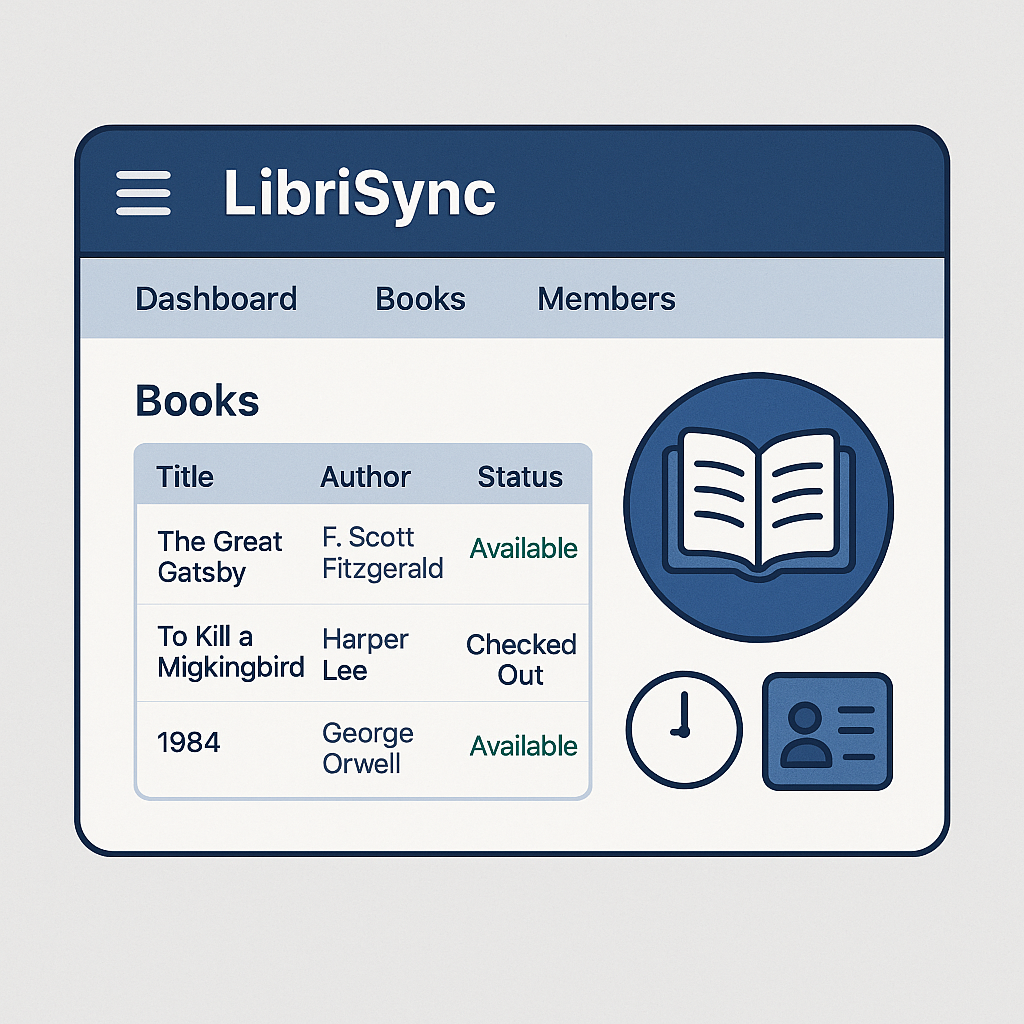 LibriSync
Dashboard Books Members
Books
Title Author Status
The Great
Gatsby
F. Scott
Fitzgerald
Available
To Kill a
Migkingbird
Harper
Lee
Checked
Out
1984
George
Orwell
Available